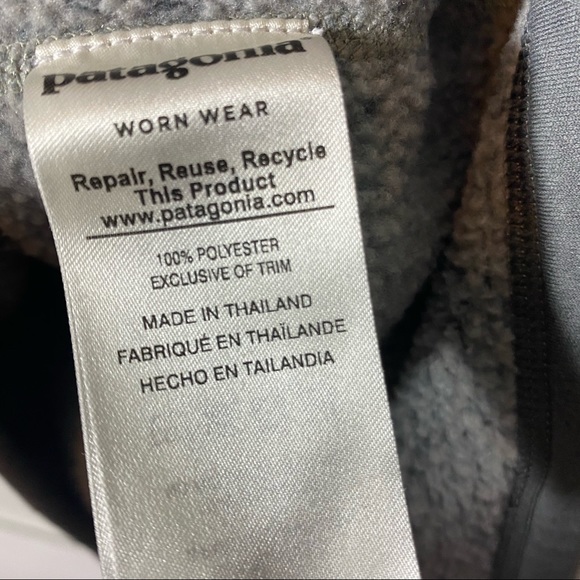 patagonia™
WORN WEAR
Repair, Reuse, Recycle
This Product
www.patagonia.com
100% POLYESTER
EXCLUSIVE OF TRIM
MADE IN THAILAND
FABRIQUÉ EN THAÏLANDE
HECHO EN TAILANDIA